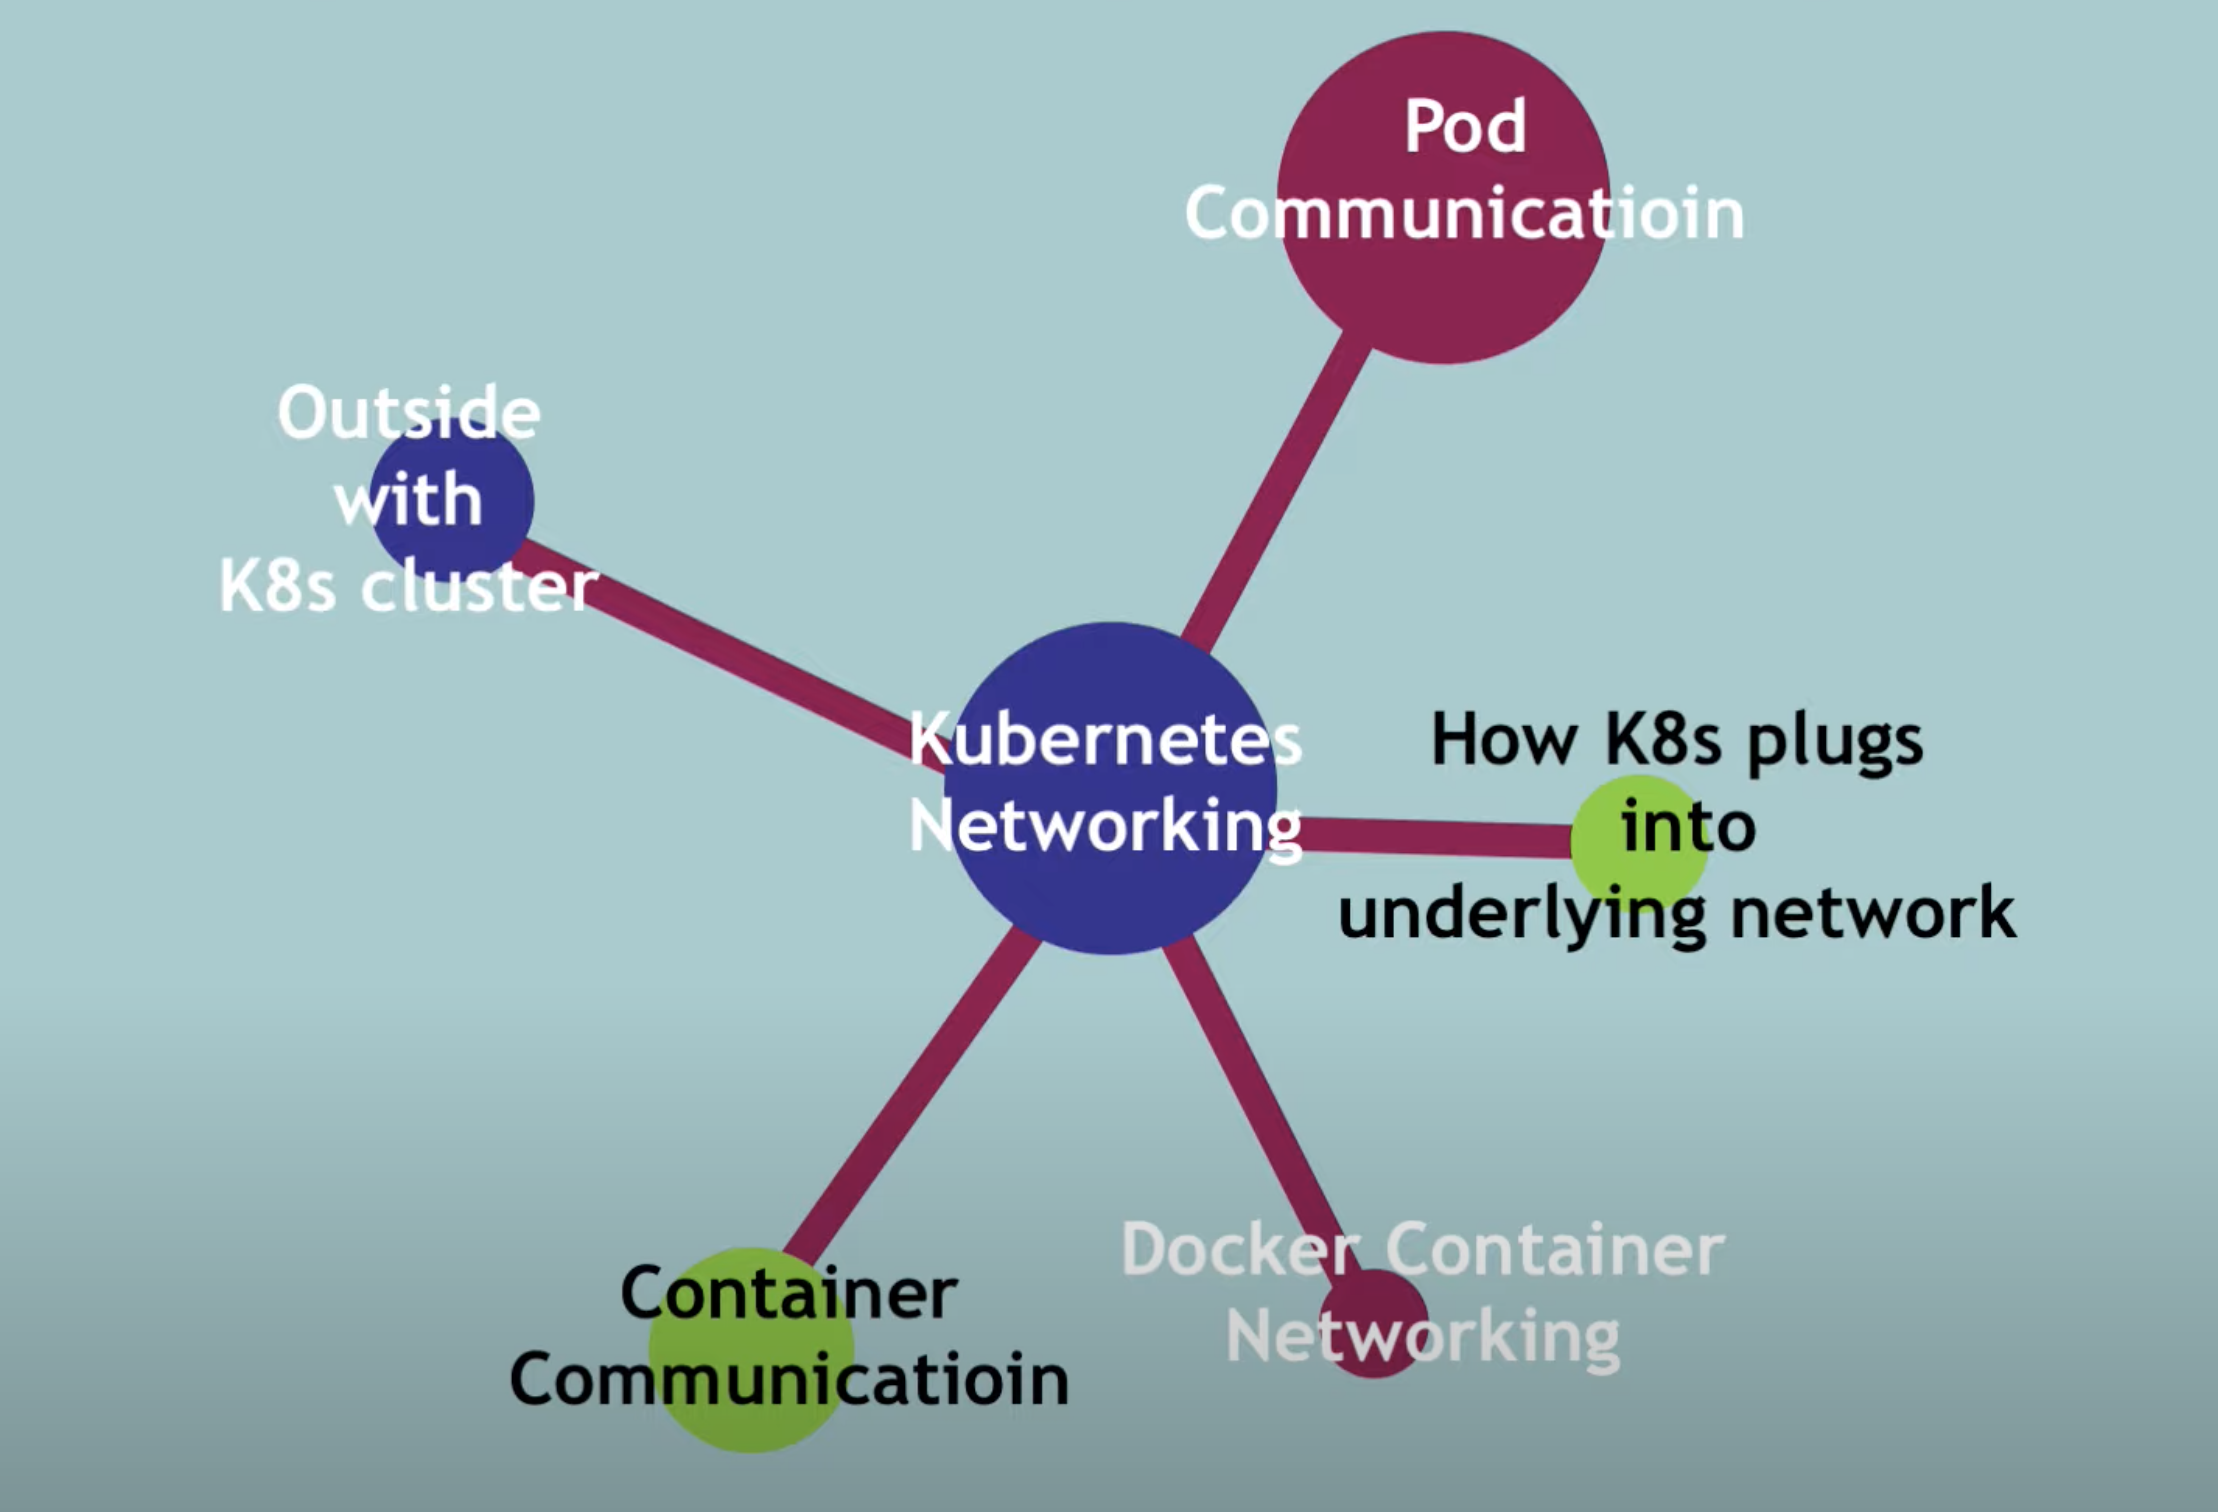 Pod
Communicatioin
Outside
with
K8s cluster
Kubernetes
Networking
How K8s plugs
into
underlying network
Container
Communicatioin
Docker Container
Networking